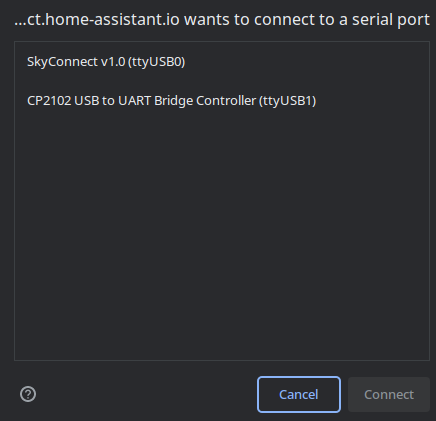 ...ct.home-assistant.io wants to connect to a serial port
SkyConnect v1.0 (ttyUSB0)
CP2102 USB to UART Bridge Controller (ttyUSB1)
?
Cancel
Connect